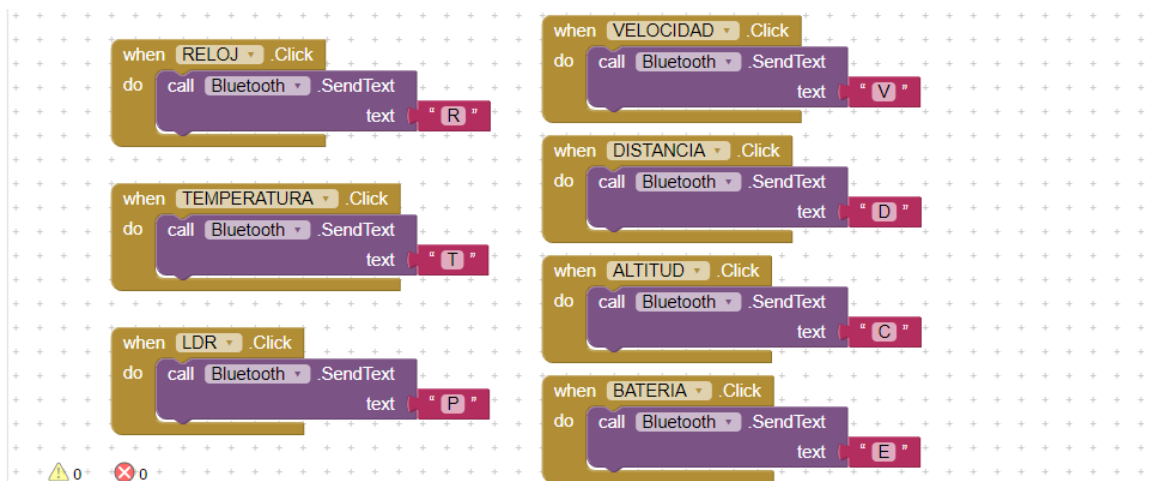 when RELOJ .Click
do call Bluetooth .SendText
text " R "
when TEMPERATURA .Click
do call Bluetooth .SendText
text " T "
when LDR .Click
do call Bluetooth .SendText
text " P "
0 0
when VELOCIDAD .Click
do call Bluetooth .SendText
text " V "
when DISTANCIA .Click
do call Bluetooth .SendText
text " D "
when ALTITUD .Click
do call Bluetooth .SendText
text " C "
when BATERIA .Click
do call Bluetooth .SendText
text " E "